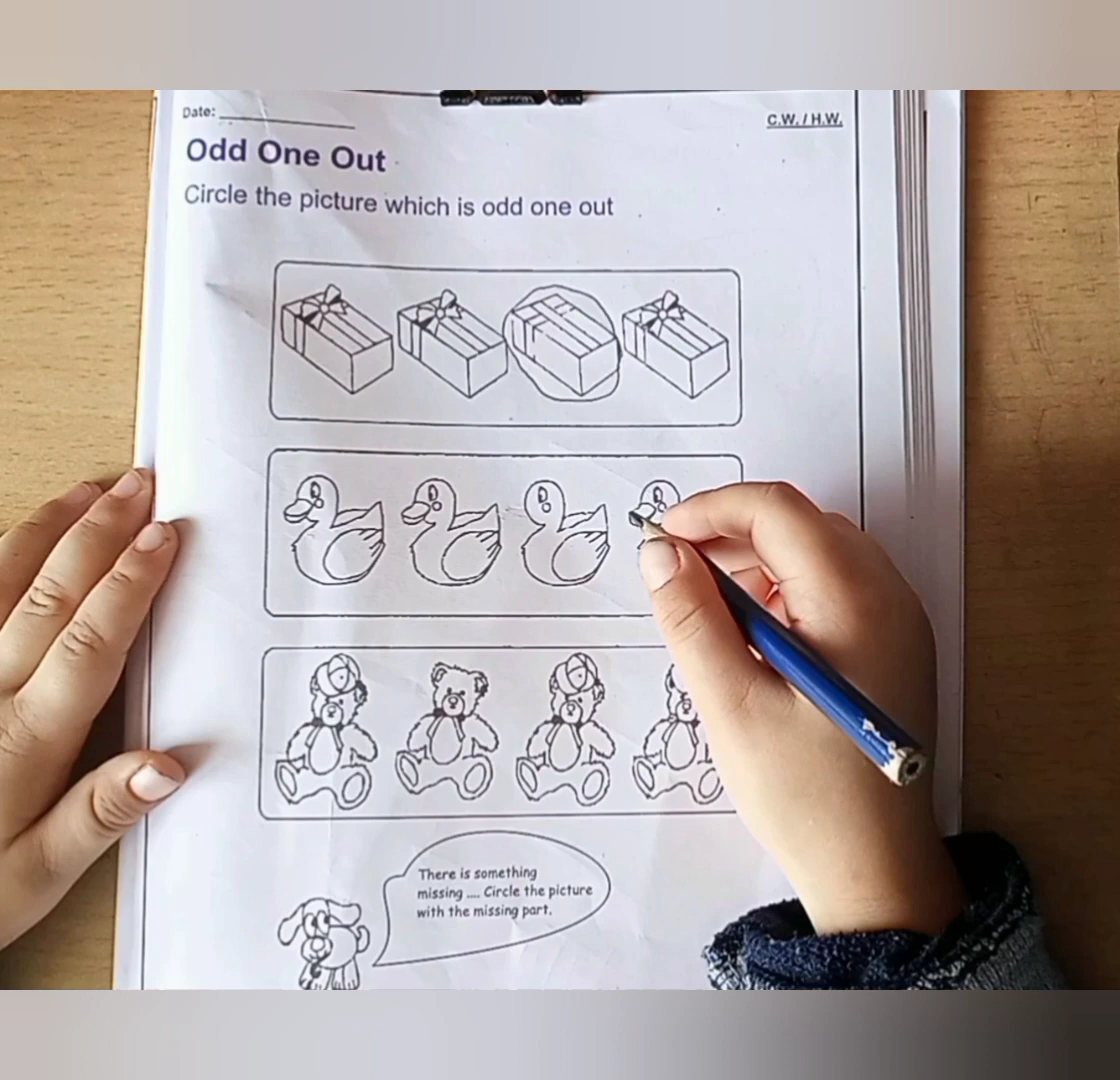 Date:
C.W. / H.W.
Odd One Out
Circle the picture which is odd one out
There is something
missing .... Circle the picture
with the missing part.